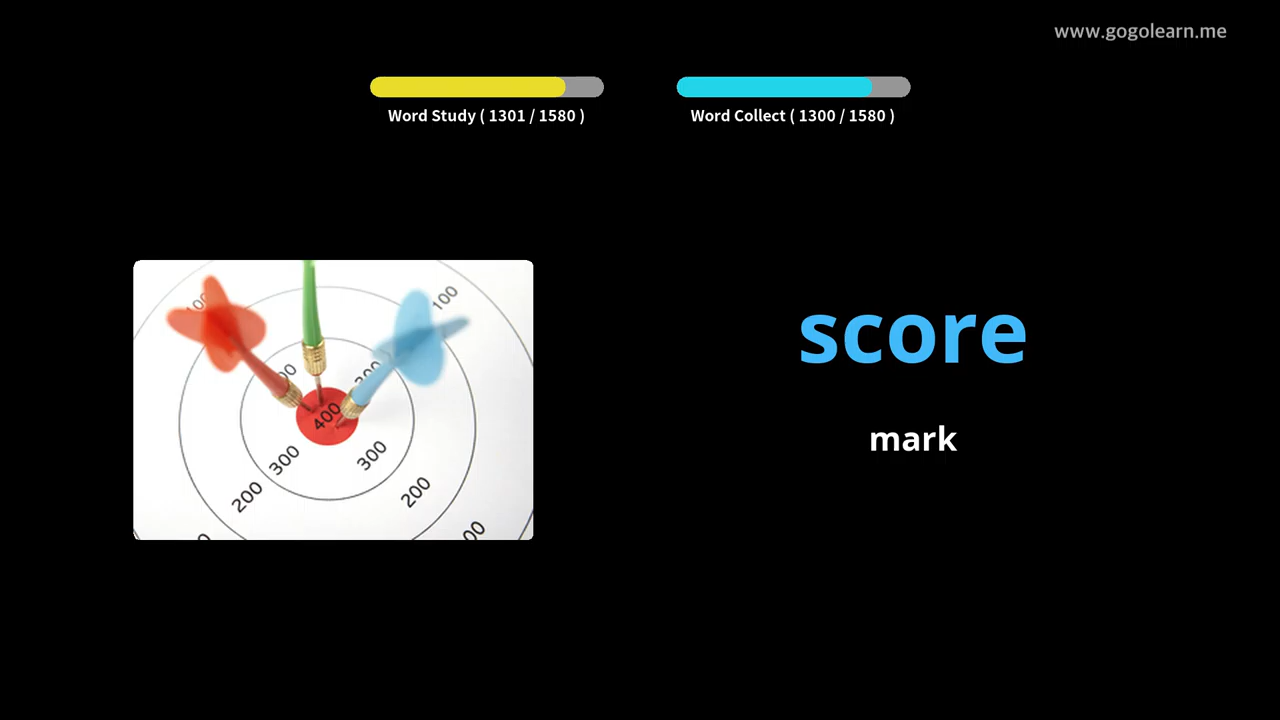 www.gogolearn.me
Word Study ( 1301 / 1580 )
Word Collect ( 1300 / 1580 )
score
mark
100
100
400
300
300
200
200